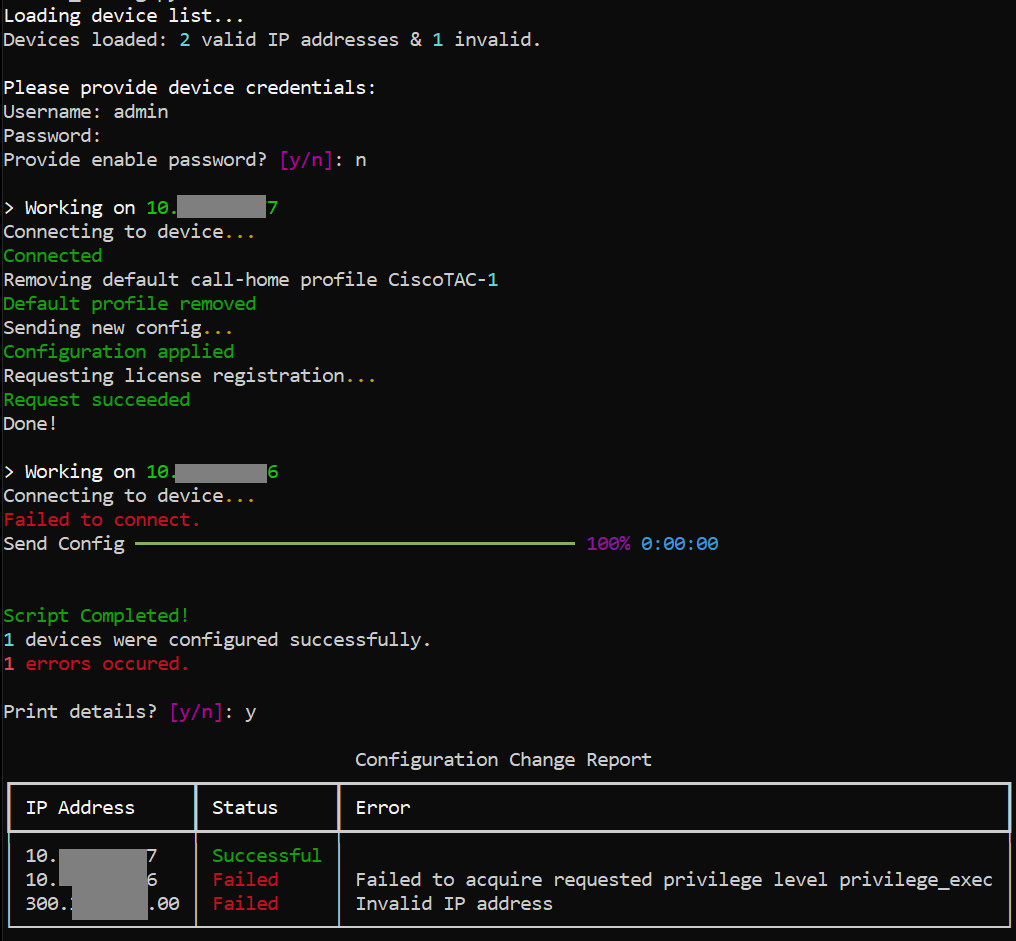 Loading device list...
Devices loaded: 2 valid IP addresses & 1 invalid.
Please provide device credentials:
Username: admin
Password:
Provide enable password? [y/n]: n
> Working on 10. 7
Connecting to device...
Connected
Removing default call-home profile CiscoTAC-1
Default profile removed
Sending new config...
Configuration applied
Requesting license registration...
Request succeeded
Done!
> Working on 10. 6
Connecting to device...
Failed to connect.
Send Config 100% 0:00:00
Script Completed!
1 devices were configured successfully.
1 errors occured.
Print details? [y/n]: y
Configuration Change Report
IP Address Status Error
10. 7 Successful
10. 6 Failed Failed to acquire requested privilege level privilege_exec
300. .00 Failed Invalid IP address